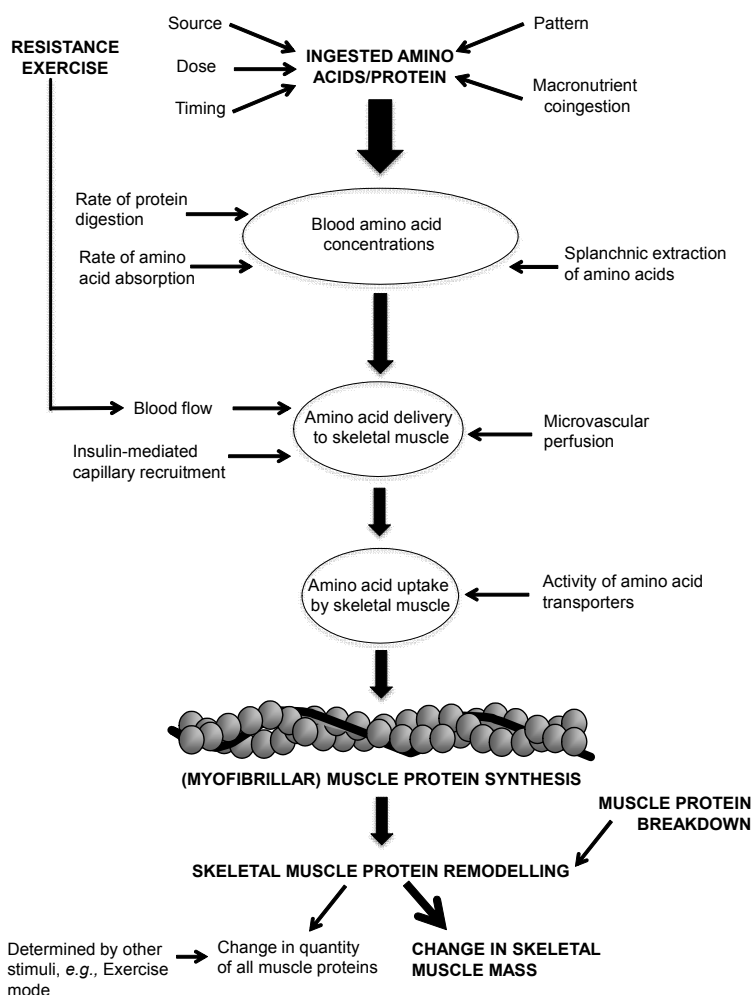 Source
Pattern
RESISTANCE
EXERCISE
INGESTED AMINO
ACIDS/PROTEIN
Dose
Timing
Macronutrient
coingestion
Rate of protein
digestion
Blood amino acid
concentrations
Rate of amino
acid absorption
Splanchnic extraction
of amino acids
Blood flow
Amino acid delivery
to skeletal muscle
Microvascular
perfusion
Insulin-mediated
capillary recruitment
Amino acid uptake
by skeletal muscle
Activity of amino acid
transporters
(MYOFIBRILLAR) MUSCLE PROTEIN SYNTHESIS
MUSCLE PROTEIN
BREAKDOWN
SKELETAL MUSCLE PROTEIN REMODELLING
Determined by other
stimuli, e.g., Exercise
mode
Change in quantity
of all muscle proteins
CHANGE IN SKELETAL
MUSCLE MASS